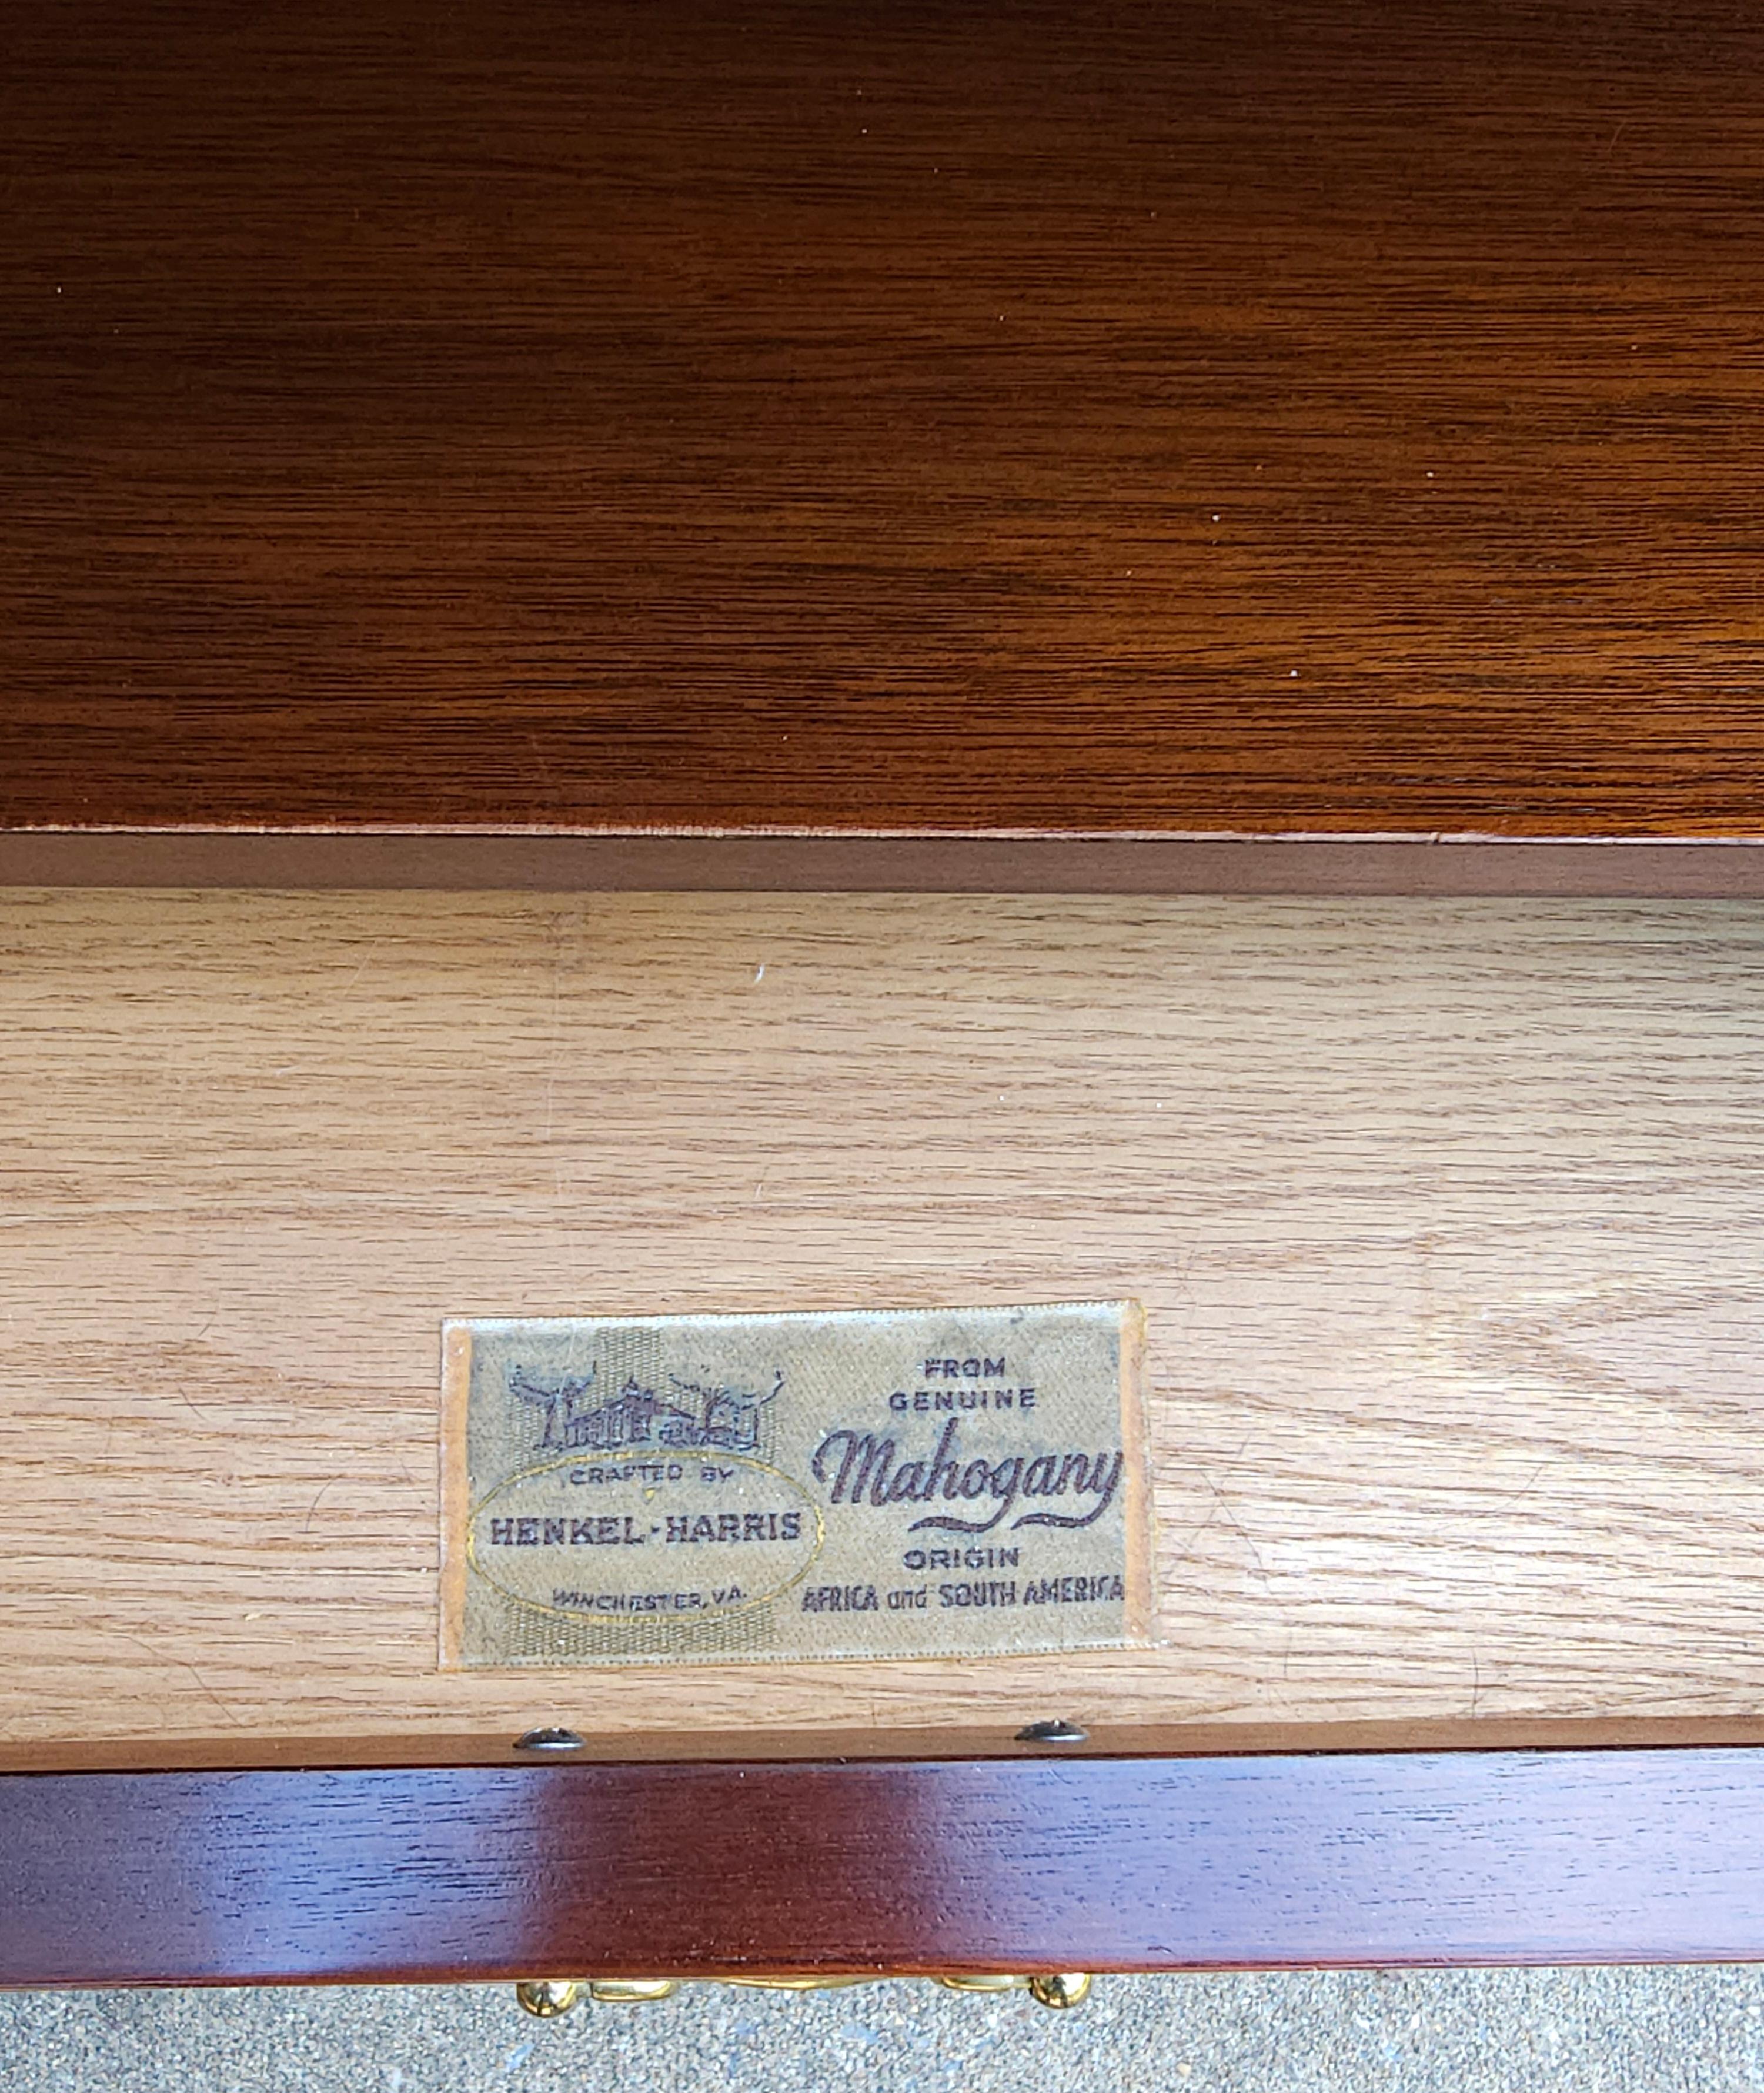 CRAFTED BY
HENKEL-HARRIS
WINCHESTER, VA.
FROM
GENUINE
Mahogany
ORIGIN
AFRICA and SOUTH AMERICA